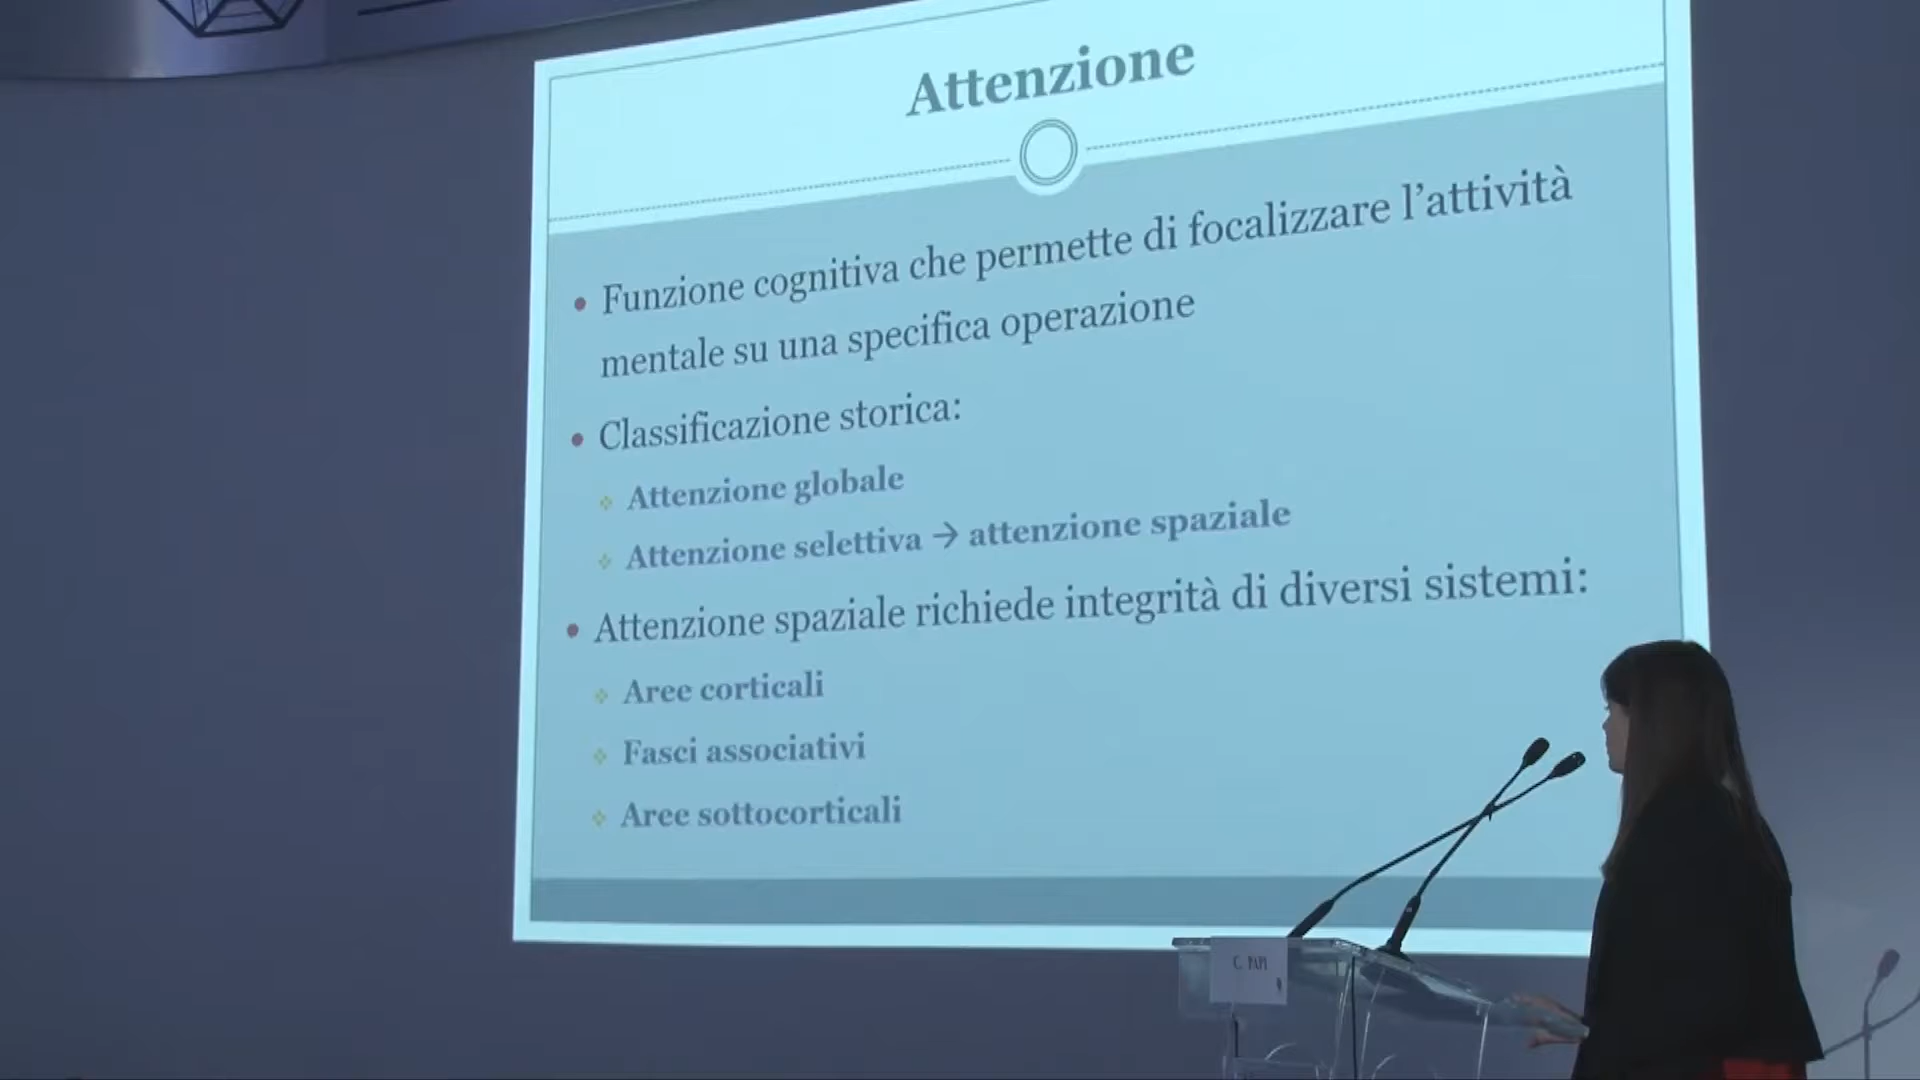 Attenzione
Funzione cognitiva che permette di focalizzare l’attività
mentale su una specifica operazione
Classificazione storica:
Attenzione globale
Attenzione selettiva → attenzione spaziale
Attenzione spaziale richiede integrità di diversi sistemi:
Aree corticali
Fasci associativi
Aree sottocorticali
C. PAPI